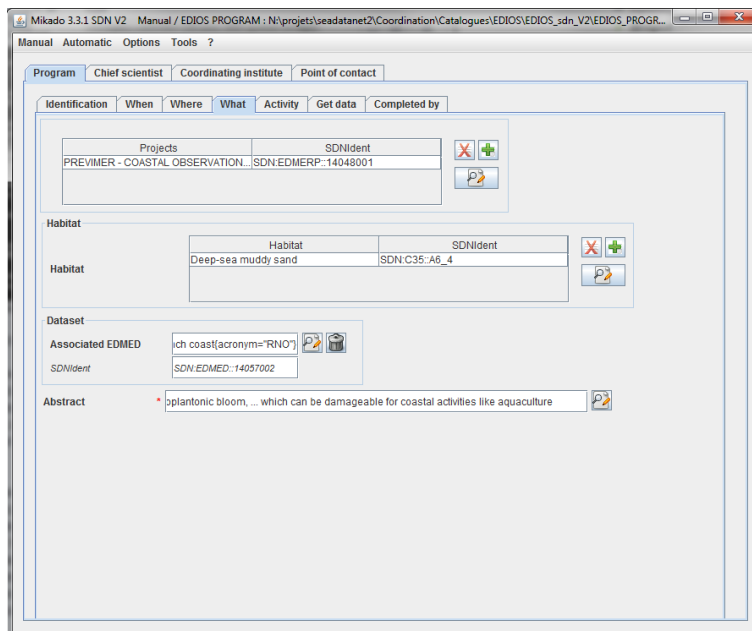 Mikado 3.3.1 SDN V2 Manual / EDIOS PROGRAM : N:\projets\seadatanet2\Coordination\Catalogues\EDIOS\EDIOS_sdn_V2\EDIOS_PROGR...
Manual Automatic Options Tools ?
Program Chief scientist Coordinating institute Point of contact
Identification When Where What Activity Get data Completed by
Projects SDNIdent
PREVIMER - COASTAL OBSERVATION... SDN:EDMERP::14048001
Habitat
Habitat SDNIdent
Deep-sea muddy sand SDN:C35::A6_4
Habitat
Dataset
Associated EDMED nch coast{acronym="RNO"}
SDNIdent SDN:EDMED::14057002
Abstract * oplantonic bloom, ... which can be damageable for coastal activities like aquaculture